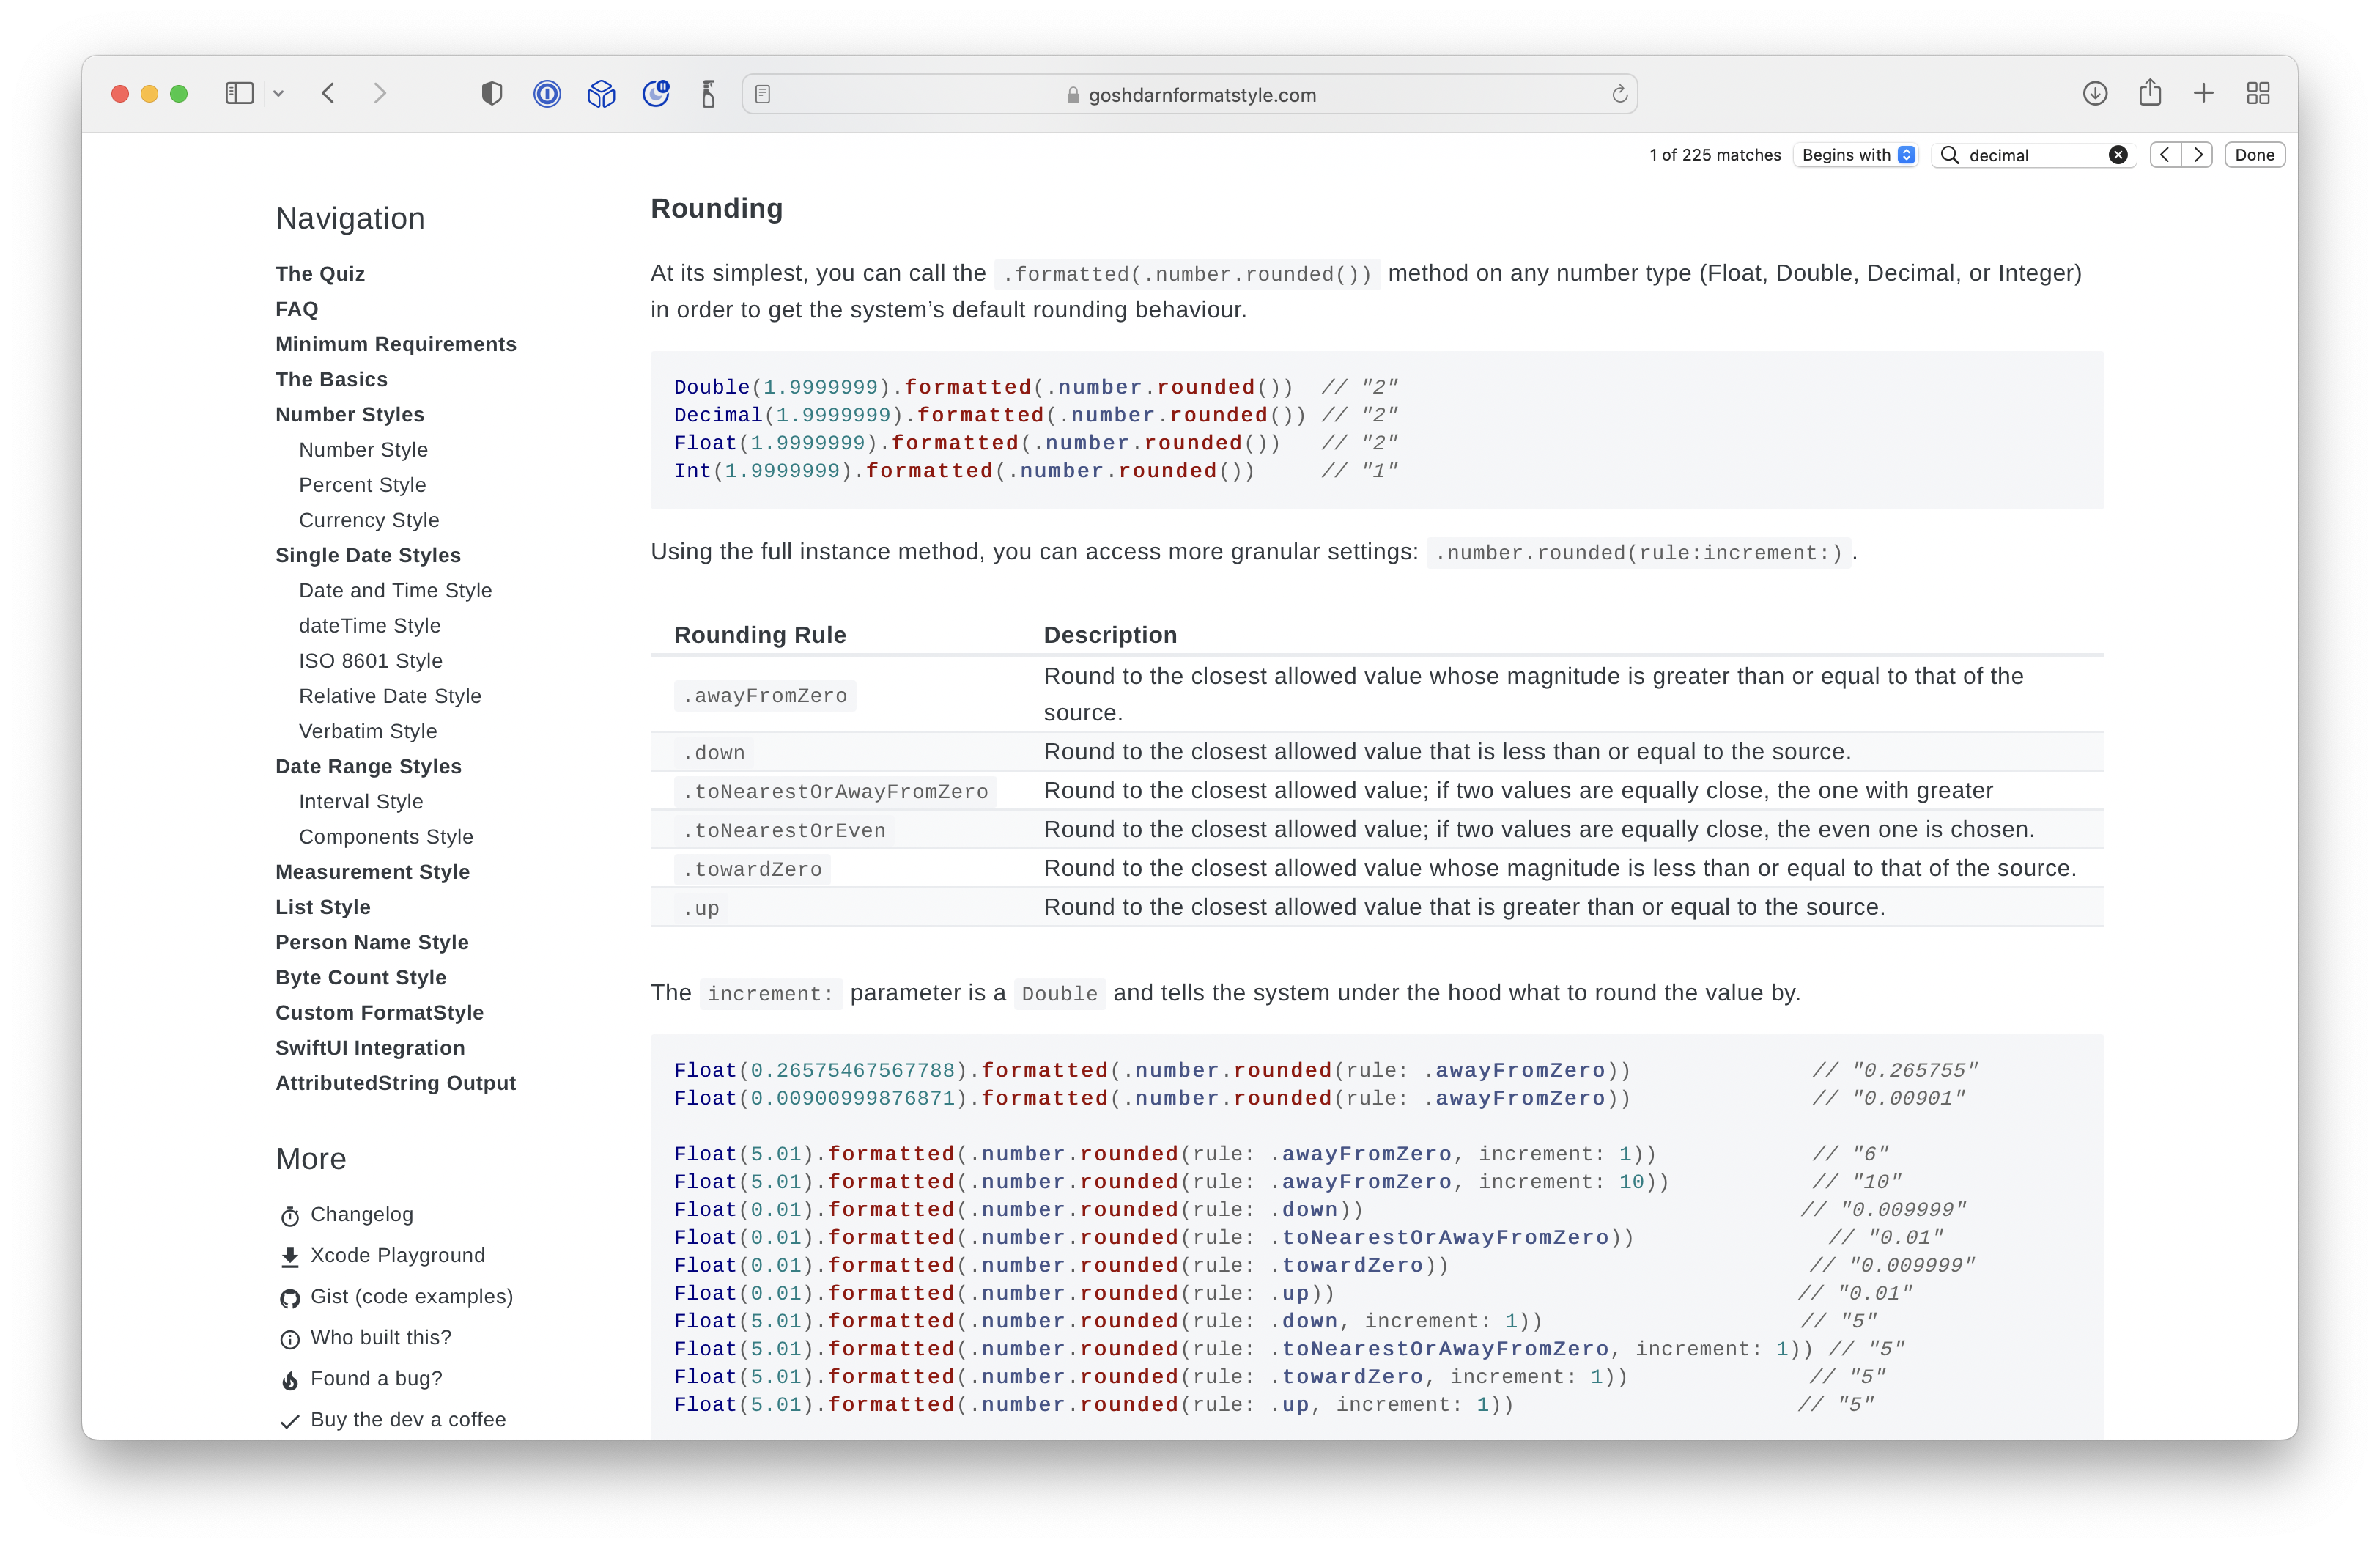 goshdarnformatstyle.com
1 of 225 matches Begins with decimal Done
Navigation
The Quiz
FAQ
Minimum Requirements
The Basics
Number Styles
Number Style
Percent Style
Currency Style
Single Date Styles
Date and Time Style
dateTime Style
ISO 8601 Style
Relative Date Style
Verbatim Style
Date Range Styles
Interval Style
Components Style
Measurement Style
List Style
Person Name Style
Byte Count Style
Custom FormatStyle
SwiftUI Integration
AttributedString Output
More
Changelog
Xcode Playground
Gist (code examples)
Who built this?
Found a bug?
Buy the dev a coffee
Rounding
At its simplest, you can call the .formatted(.number.rounded()) method on any number type (Float, Double, Decimal, or Integer)
in order to get the system’s default rounding behaviour.
Double(1.9999999).formatted(.number.rounded()) // "2"
Decimal(1.9999999).formatted(.number.rounded()) // "2"
Float(1.9999999).formatted(.number.rounded()) // "2"
Int(1.9999999).formatted(.number.rounded()) // "1"
Using the full instance method, you can access more granular settings: .number.rounded(rule:increment:).
Rounding Rule Description
.awayFromZero Round to the closest allowed value whose magnitude is greater than or equal to that of the
source.
.down Round to the closest allowed value that is less than or equal to the source.
.toNearestOrAwayFromZero Round to the closest allowed value; if two values are equally close, the one with greater
.toNearestOrEven Round to the closest allowed value; if two values are equally close, the even one is chosen.
.towardZero Round to the closest allowed value whose magnitude is less than or equal to that of the source.
.up Round to the closest allowed value that is greater than or equal to the source.
The increment: parameter is a Double and tells the system under the hood what to round the value by.
Float(0.26575467567788).formatted(.number.rounded(rule: .awayFromZero)) // "0.265755"
Float(0.00900999876871).formatted(.number.rounded(rule: .awayFromZero)) // "0.00901"
Float(5.01).formatted(.number.rounded(rule: .awayFromZero, increment: 1)) // "6"
Float(5.01).formatted(.number.rounded(rule: .awayFromZero, increment: 10)) // "10"
Float(0.01).formatted(.number.rounded(rule: .down)) // "0.009999"
Float(0.01).formatted(.number.rounded(rule: .toNearestOrAwayFromZero)) // "0.01"
Float(0.01).formatted(.number.rounded(rule: .towardZero)) // "0.009999"
Float(0.01).formatted(.number.rounded(rule: .up)) // "0.01"
Float(5.01).formatted(.number.rounded(rule: .down, increment: 1)) // "5"
Float(5.01).formatted(.number.rounded(rule: .toNearestOrAwayFromZero, increment: 1)) // "5"
Float(5.01).formatted(.number.rounded(rule: .towardZero, increment: 1)) // "5"
Float(5.01).formatted(.number.rounded(rule: .up, increment: 1)) // "5"